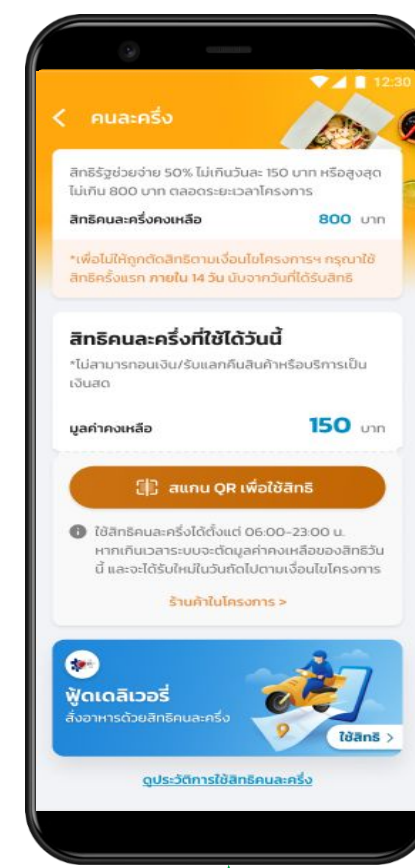 12:30
คนละครึ่ง
สิทธิรัฐช่วยจ่าย 50% ไม่เกินวันละ 150 บาท หรือสูงสุด
ไม่เกิน 800 บาท ตลอดระยะเวลาโครงการ
สิทธิคนละครึ่งคงเหลือ 800 บาท
*เพื่อไม่ให้ถูกตัดสิทธิตามเงื่อนไขโครงการฯ กรุณาใช้
สิทธิครั้งแรก ภายใน 14 วัน นับจากวันที่ได้รับสิทธิ
สิทธิคนละครึ่งที่ใช้ได้วันนี้
*ไม่สามารถทอนเงิน/รับแลกคืนสินค้าหรือบริการเป็น
เงินสด
มูลค่าคงเหลือ 150 บาท
สแกน QR เพื่อใช้สิทธิ
ใช้สิทธิคนละครึ่งได้ตั้งแต่ 06:00-23:00 น.
หากเกินเวลาระบบจะตัดมูลค่าคงเหลือของสิทธิวัน
นี้ และจะได้รับใหม่ในวันถัดไปตามเงื่อนไขโครงการ
ร้านค้าในโครงการ >
ฟู้ดเดลิเวอรี่
สั่งอาหารด้วยสิทธิคนละครึ่ง
ใช้สิทธิ >
ดูประวัติการใช้สิทธิคนละครึ่ง